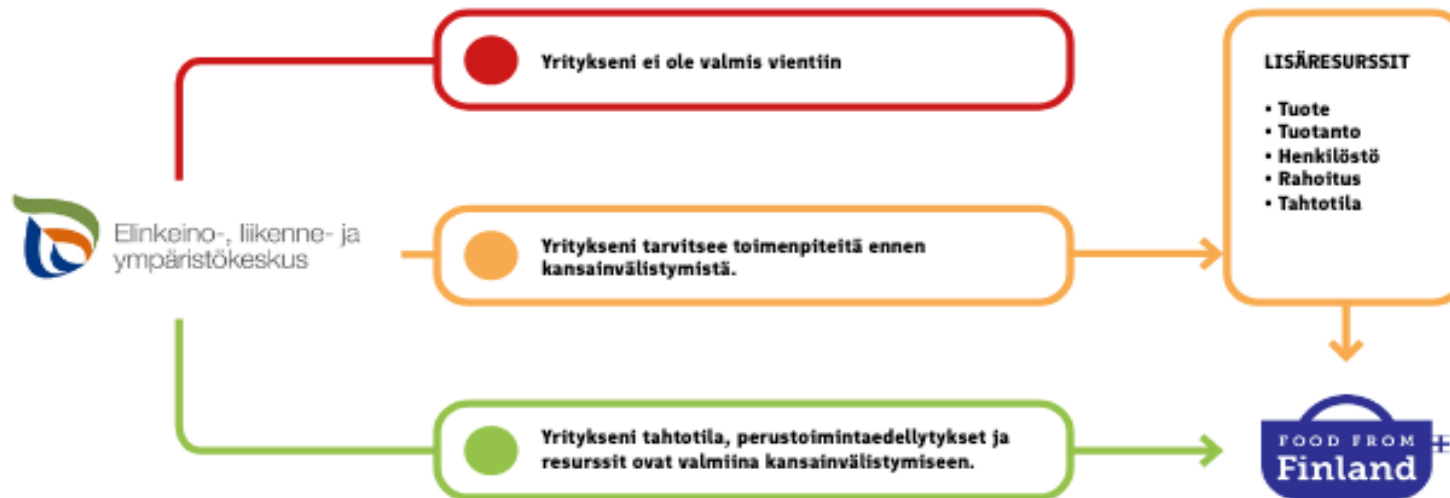 Yritykseni ei ole valmis vientiin
LISÄRESURSSIT
• Tuote
• Tuotanto
• Henkilöstö
• Rahoitus
• Tahtotila
Elinkeino-, liikenne- ja
ympäristökeskus
Yritykseni tarvitsee toimenpiteitä ennen
kansainvälistymistä.
Yritykseni tahtotila, perustoimintaedellytykset ja
resurssit ovat valmiina kansainvälistymiseen.
FOOD FROM
Finland